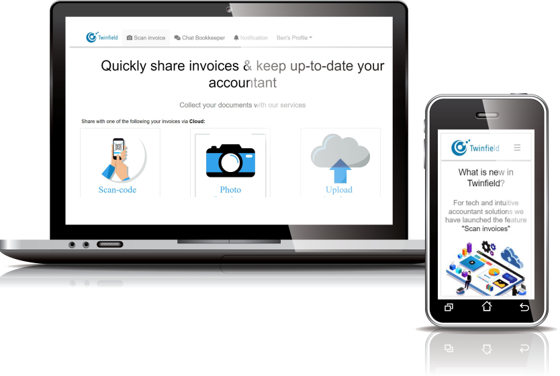 Twinfield Scan invoice Chat Bookkeeper Notification Bart's Profile
Quickly share invoices & keep up-to-date your
accountant
Collect your documents with our services
Share with one of the following your invoices via Cloud:
Scan-code Photo Upload
Twinfield
What is new in
Twinfield?
For tech and intuitive
accountant solutions we
have launched the feature
"Scan invoices"